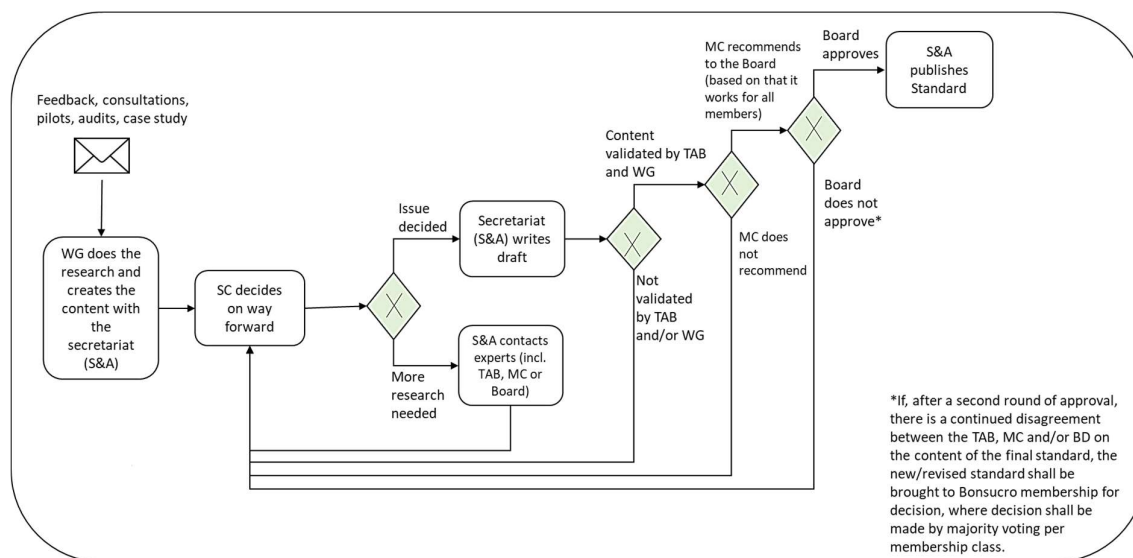 Feedback, consultations,
pilots, audits, case study
WG does the
research and
creates the
content with
the
secretariat
(S&A)
SC decides
on way
forward
Issue
decided
More
research
needed
Secretariat
(S&A) writes
draft
S&A contacts
experts (incl.
TAB, MC or
Board)
Content
validated by TAB
and WG
Not
validated
by TAB
and/or WG
MC recommends
to the Board
(based on that it
works for all
members)
MC does
not
recommend
Board
approves
Board
does not
approve*
S&A
publishes
Standard
*If, after a second round of approval,
there is a continued disagreement
between the TAB, MC and/or BD on
the content of the final standard, the
new/revised standard shall be
brought to Bonsucro membership for
decision, where decision shall be
made by majority voting per
membership class.